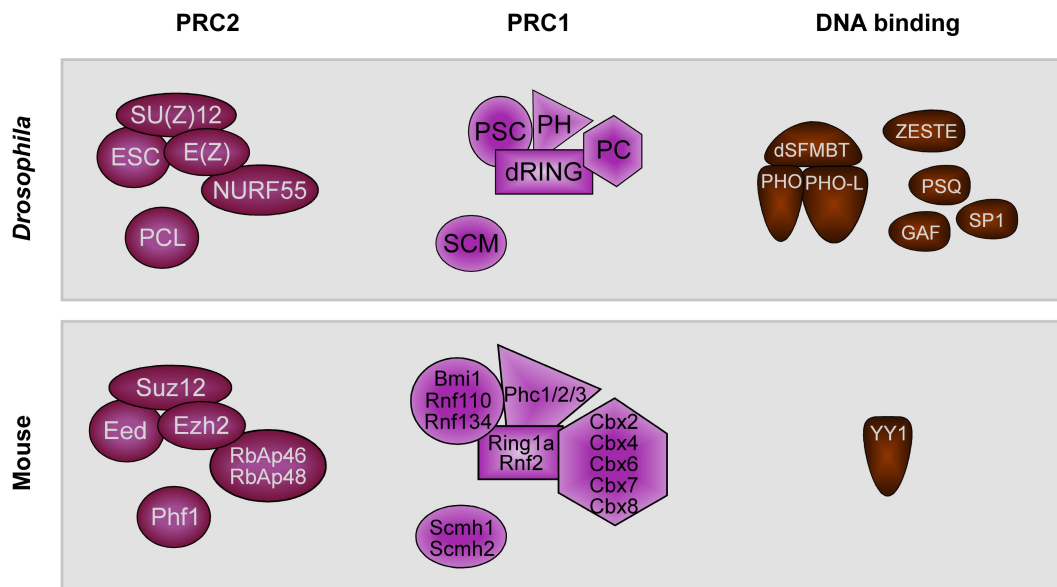 PRC2
PRC1
DNA binding
Drosophila
SU(Z)12
ESC
E(Z)
NURF55
PCL
PSC
PH
PC
dRING
SCM
dSFMBT
PHO
PHO-L
ZESTE
PSQ
SP1
GAF
Mouse
Suz12
Eed
Ezh2
RbAp46
RbAp48
Phf1
Bmi1
Rnf110
Rnf134
Phc1/2/3
Ring1a
Rnf2
Cbx2
Cbx4
Cbx6
Cbx7
Cbx8
Scmh1
Scmh2
YY1